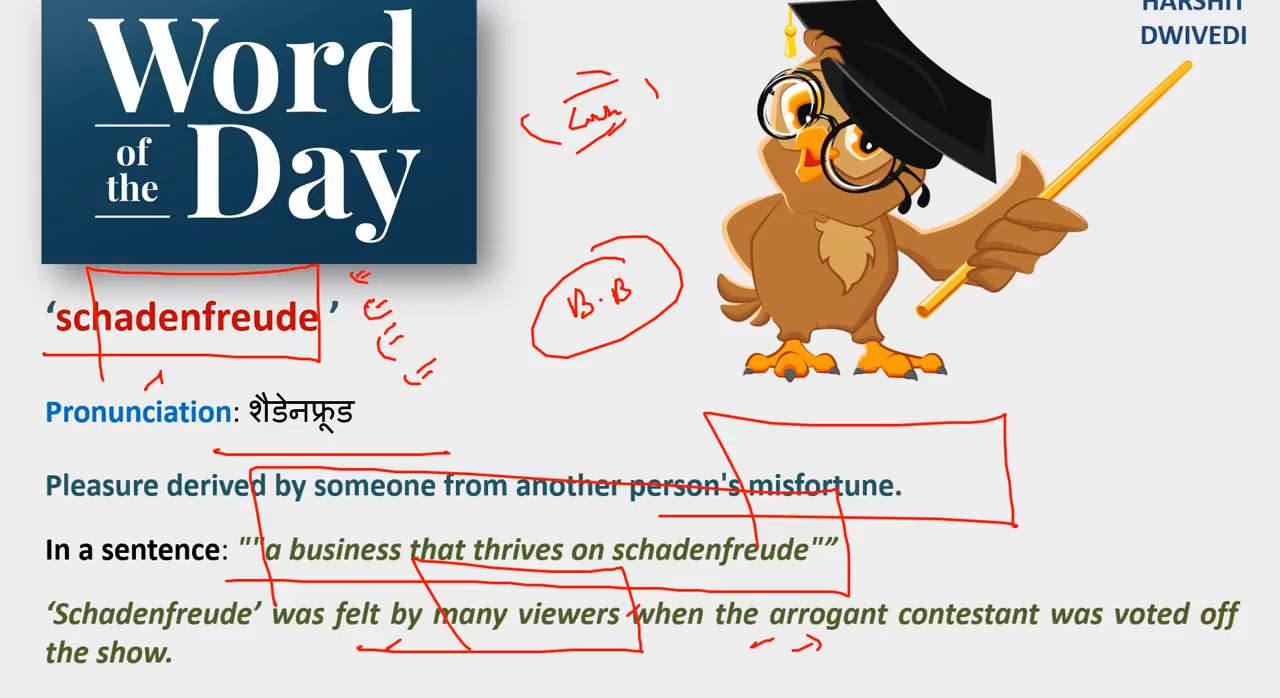 HARSHIT
DWIVEDI
Word
of
the
Day
‘schadenfreude ’
B.B
Pronunciation: शैडेनफ्रूड
Pleasure derived by someone from another person's misfortune.
In a sentence: ""a business that thrives on schadenfreude"”
‘Schadenfreude’ was felt by many viewers when the arrogant contestant was voted off
the show.